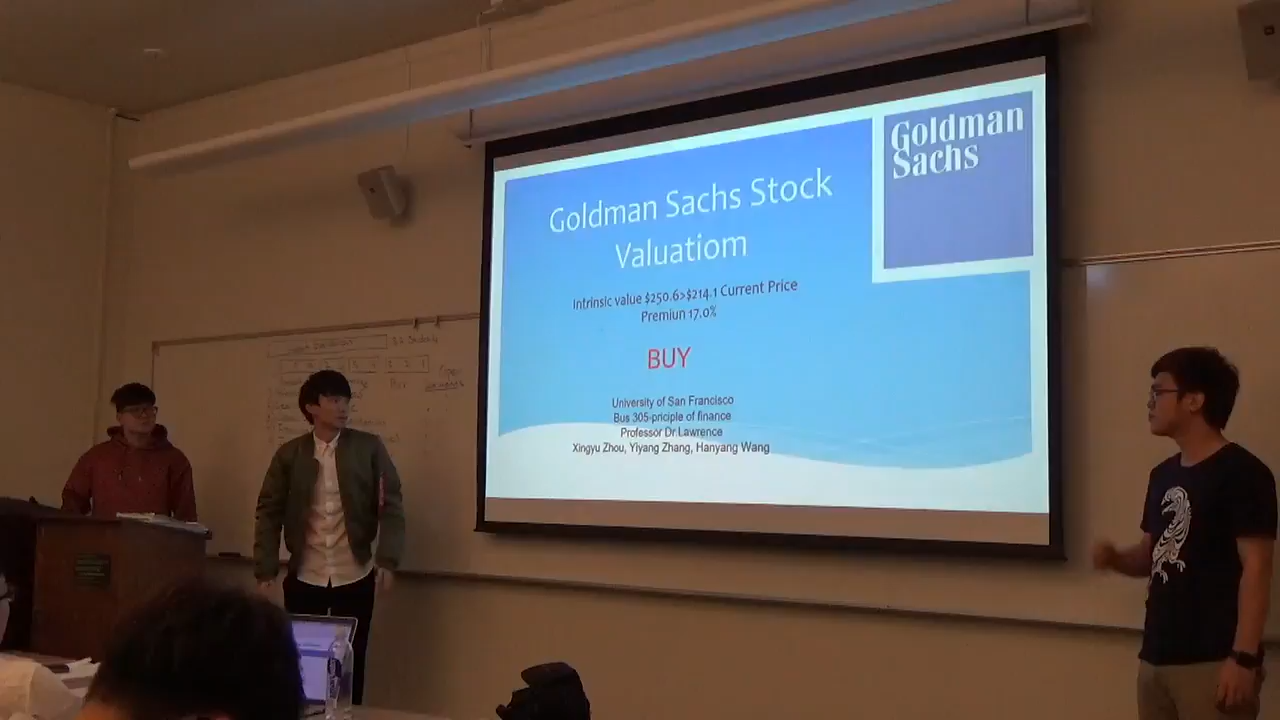 Goldman
Sachs
Goldman Sachs Stock
Valuatiom
Intrinsic value $250.6>$214.1 Current Price
Premiun 17.0%
BUY
University of San Francisco
Bus 305-priciple of finance
Professor Dr.Lawrence
Xingyu Zhou, Yiyang Zhang, Hanyang Wang